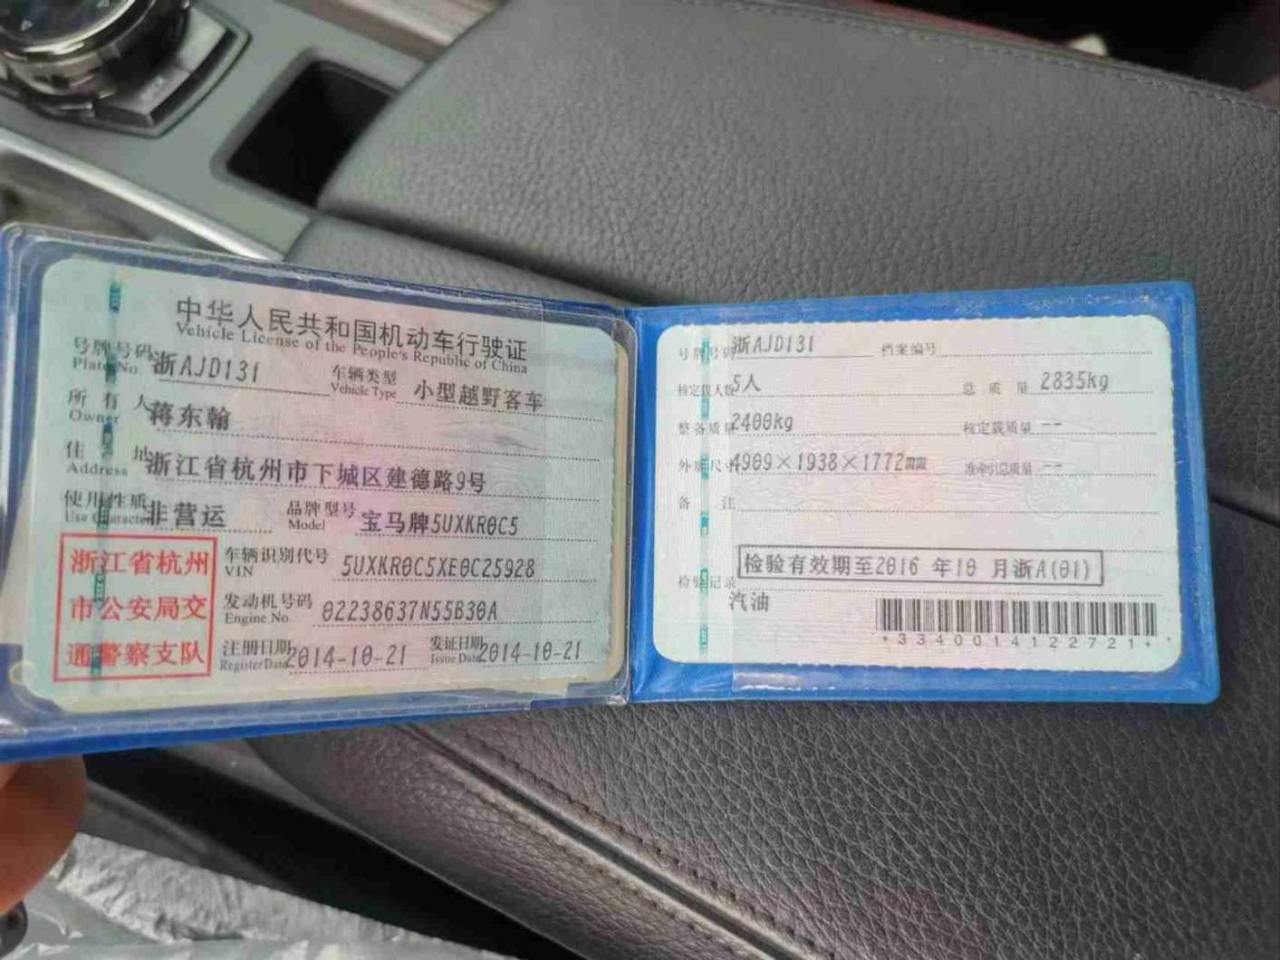 中华人民共和国机动车行驶证
Vehicle License of the People's Republic of China
号牌号码 浙AJD131 车辆类型 小型越野客车
Plate No. Vehicle Type
所有人 蒋东翰
Owner
住址 浙江省杭州市下城区建德路9号
Address
使用性质 非营运 品牌型号 宝马牌5UXKR0C5
Use Character Model
浙江省杭州
市公安局交
通警察支队
车辆识别代号 5UXKR0C5XE0C25928
VIN
发动机号码 02238637N55B30A
Engine No.
注册日期 2014-10-21 发证日期 2014-10-21
Register Date Issue Date
号牌号码 浙AJD131 档案编号
核定载人数 5人 总质量 2835kg
整备质量 2400kg 核定载质量 --
外廓尺寸 4909×1938×1772mm 准牵引总质量 --
备注
检验有效期至2016 年10 月浙A(01)
检验记录
汽油
*3340014122721*